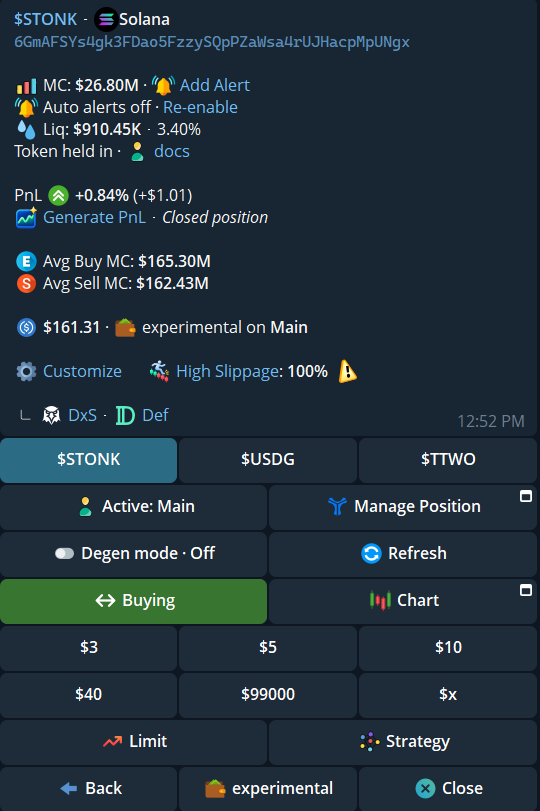 $STONK · Solana
6GmAFSYs4gk3FDao5FzzySQpPZaWsa4rUJHacpMpUNgx
MC: $26.80M · Add Alert
Auto alerts off · Re-enable
Liq: $910.45K · 3.40%
Token held in · docs
PnL +0.84% (+$1.01)
Generate PnL · Closed position
E Avg Buy MC: $165.30M
S Avg Sell MC: $162.43M
$161.31 · experimental on Main
Customize High Slippage: 100%
DxS · Def
12:52 PM
$STONK $USDG $TTWO
Active: Main Manage Position
Degen mode · Off Refresh
Buying Chart
$3 $5 $10
$40 $99000 $x
Limit Strategy
Back experimental Close